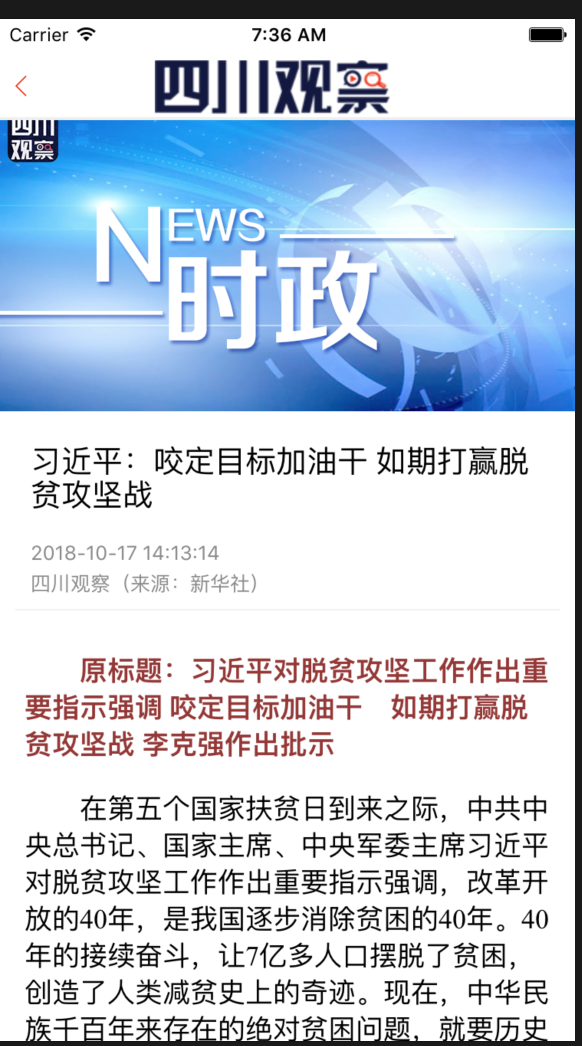 Carrier 7:36 AM
四川观察
四川
观察
NEWS
时政
习近平：咬定目标加油干 如期打赢脱
贫攻坚战
2018-10-17 14:13:14
四川观察（来源：新华社）
原标题：习近平对脱贫攻坚工作作出重
要指示强调 咬定目标加油干　如期打赢脱
贫攻坚战 李克强作出批示
在第五个国家扶贫日到来之际，中共中
央总书记、国家主席、中央军委主席习近平
对脱贫攻坚工作作出重要指示强调，改革开
放的40年，是我国逐步消除贫困的40年。40
年的接续奋斗，让7亿多人口摆脱了贫困，
创造了人类减贫史上的奇迹。现在，中华民
族千百年来存在的绝对贫困问题，就要历史